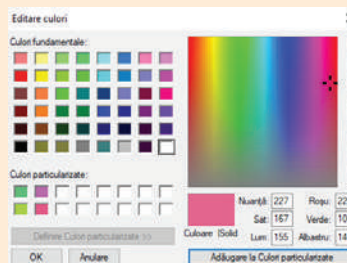 Editare culori
Culori fundamentale:
Culori particularizate:
Definire Culori particularizate >>
OK Anulare
Culoare |Solid
Nuanță: 227
Sat: 167
Lum: 155
Roșu:
Verde:
Albastru:
Adăugare la Culori particularizate